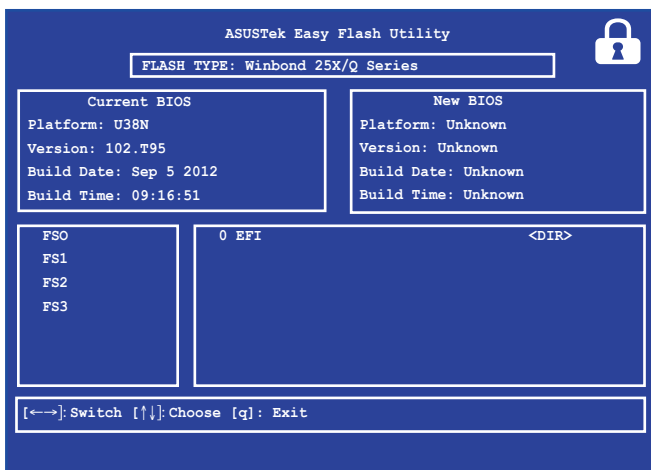 ASUSTek Easy Flash Utility
FLASH TYPE: Winbond 25X/Q Series
Current BIOS
Platform: U38N
Version: 102.T95
Build Date: Sep 5 2012
Build Time: 09:16:51
New BIOS
Platform: Unknown
Version: Unknown
Build Date: Unknown
Build Time: Unknown
FSO
FS1
FS2
FS3
0 EFI <DIR>
[←→]: Switch [↑↓]: Choose [q]: Exit